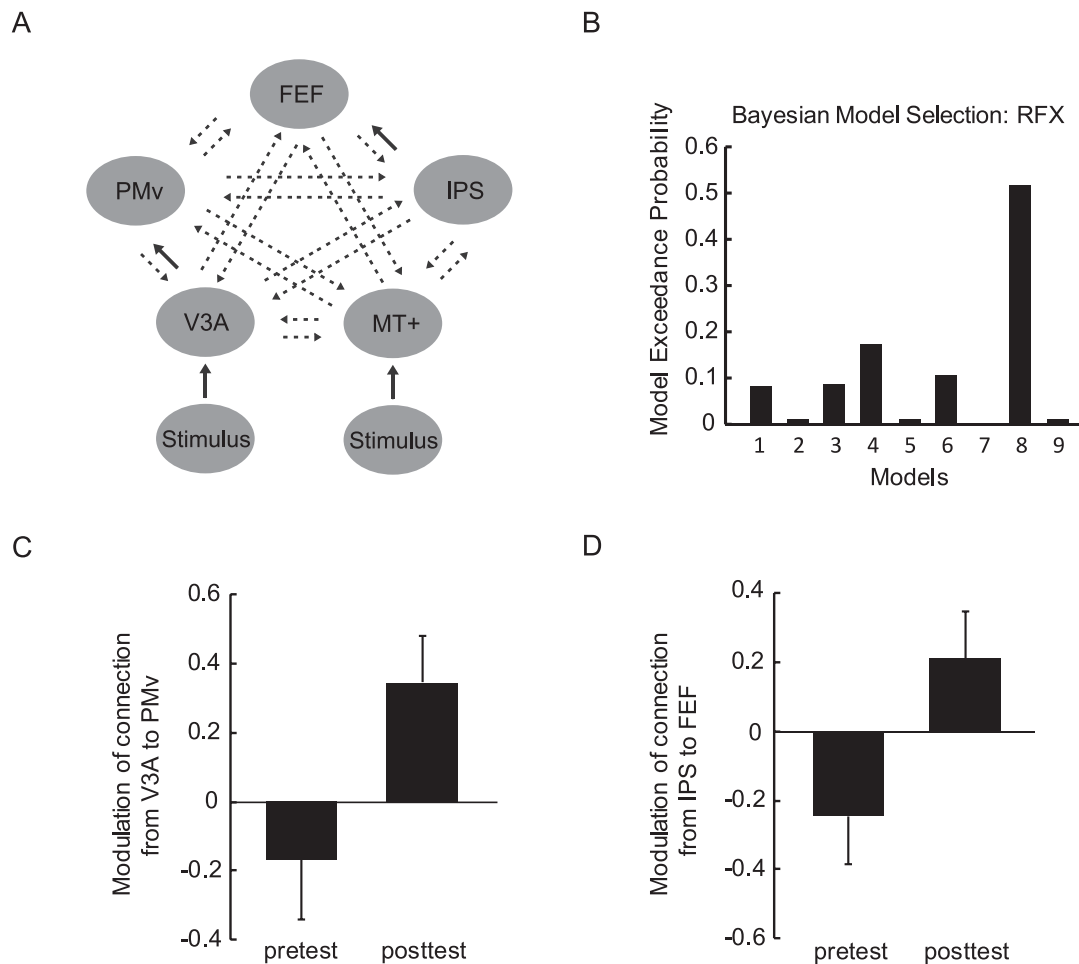 A
FEF
PMv
IPS
V3A
MT+
Stimulus
Stimulus
B
Bayesian Model Selection: RFX
Model Exceedance Probability
0.6
0.5
0.4
0.3
0.2
0.1
0
1 2 3 4 5 6 7 8 9
Models
C
Modulation of connection
from V3A to PMv
0.6
0.4
0.2
0
-0.2
-0.4
pretest posttest
D
Modulation of connection
from IPS to FEF
0.4
0.2
0
-0.2
-0.4
-0.6
pretest posttest